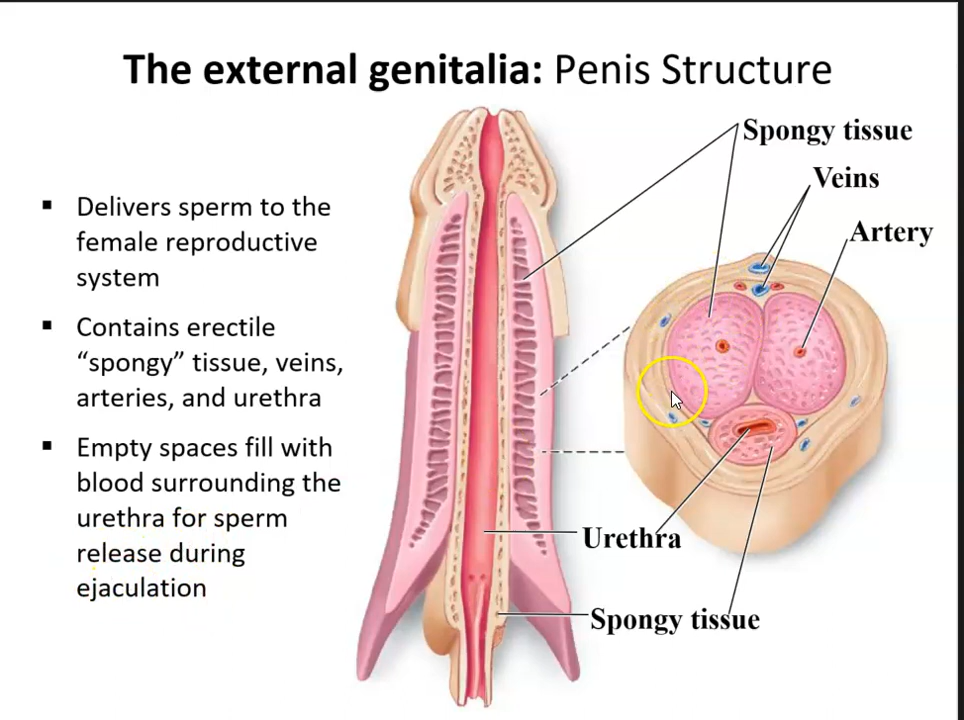 The external genitalia: Penis Structure
Spongy tissue
Veins
Artery
▪ Delivers sperm to the
female reproductive
system
▪ Contains erectile
“spongy” tissue, veins,
arteries, and urethra
▪ Empty spaces fill with
blood surrounding the
urethra for sperm
release during
ejaculation
Urethra
Spongy tissue